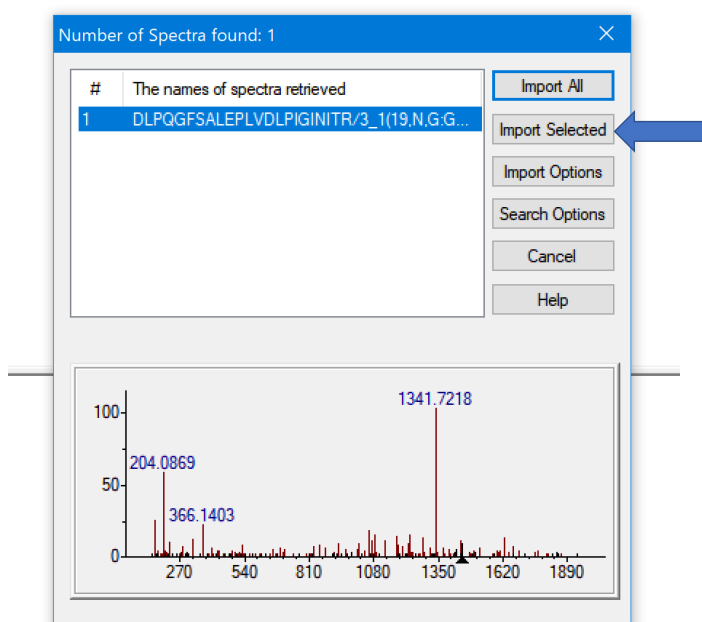 Number of Spectra found: 1
# The names of spectra retrieved
1 DLPQGFSALEPLVDLPIGINITR/3_1(19,N,G:G...
Import All
Import Selected
Import Options
Search Options
Cancel
Help
1341.7218
100
204.0869
50
366.1403
0
270 540 810 1080 1350 1620 1890